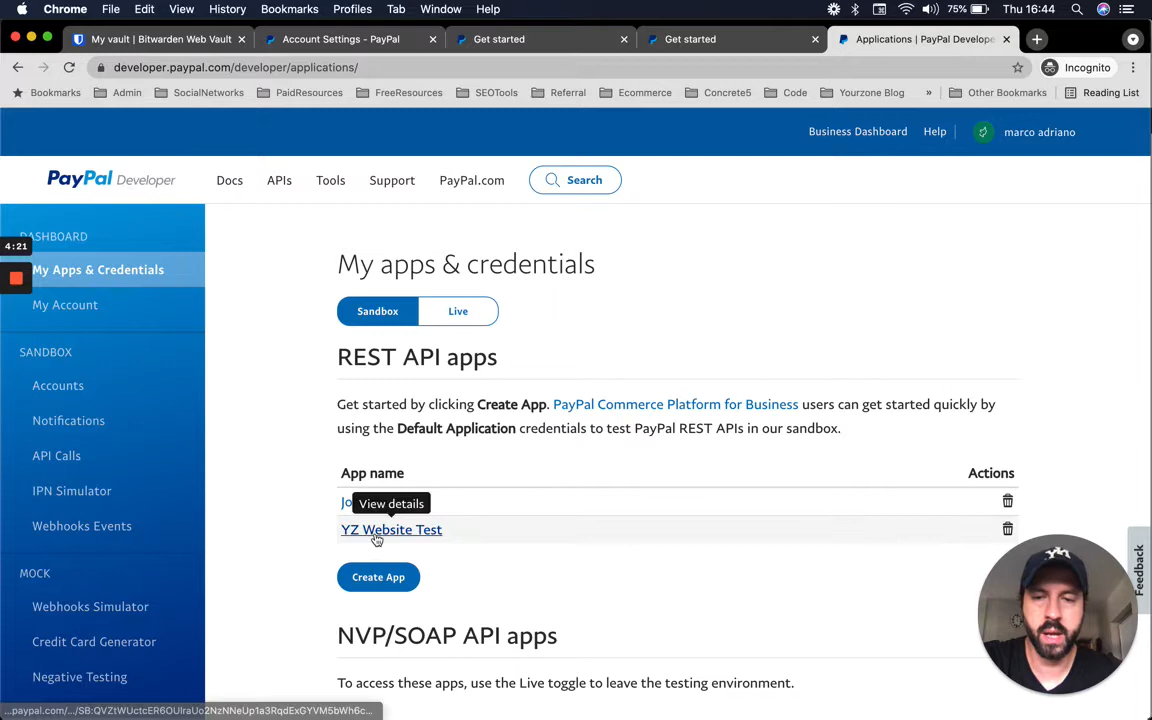 Chrome File Edit View History Bookmarks Profiles Tab Window Help 75% Thu 16:44
My vault | Bitwarden Web Vault
Account Settings - PayPal
Get started
Get started
Applications | PayPal Develope
developer.paypal.com/developer/applications/
Incognito
Bookmarks Admin SocialNetworks PaidResources FreeResources SEOTools Referral Ecommerce Concrete5 Code Yourzone Blog » Other Bookmarks Reading List
Business Dashboard Help marco adriano
PayPal Developer Docs APIs Tools Support PayPal.com Search
DASHBOARD
4:21
My Apps & Credentials
My Account
SANDBOX
Accounts
Notifications
API Calls
IPN Simulator
Webhooks Events
MOCK
Webhooks Simulator
Credit Card Generator
Negative Testing
My apps & credentials
Sandbox Live
REST API apps
Get started by clicking Create App. PayPal Commerce Platform for Business users can get started quickly by
using the Default Application credentials to test PayPal REST APIs in our sandbox.
App name Actions
Jo
View details
YZ Website Test
Create App
NVP/SOAP API apps
To access these apps, use the Live toggle to leave the testing environment.
Feedback